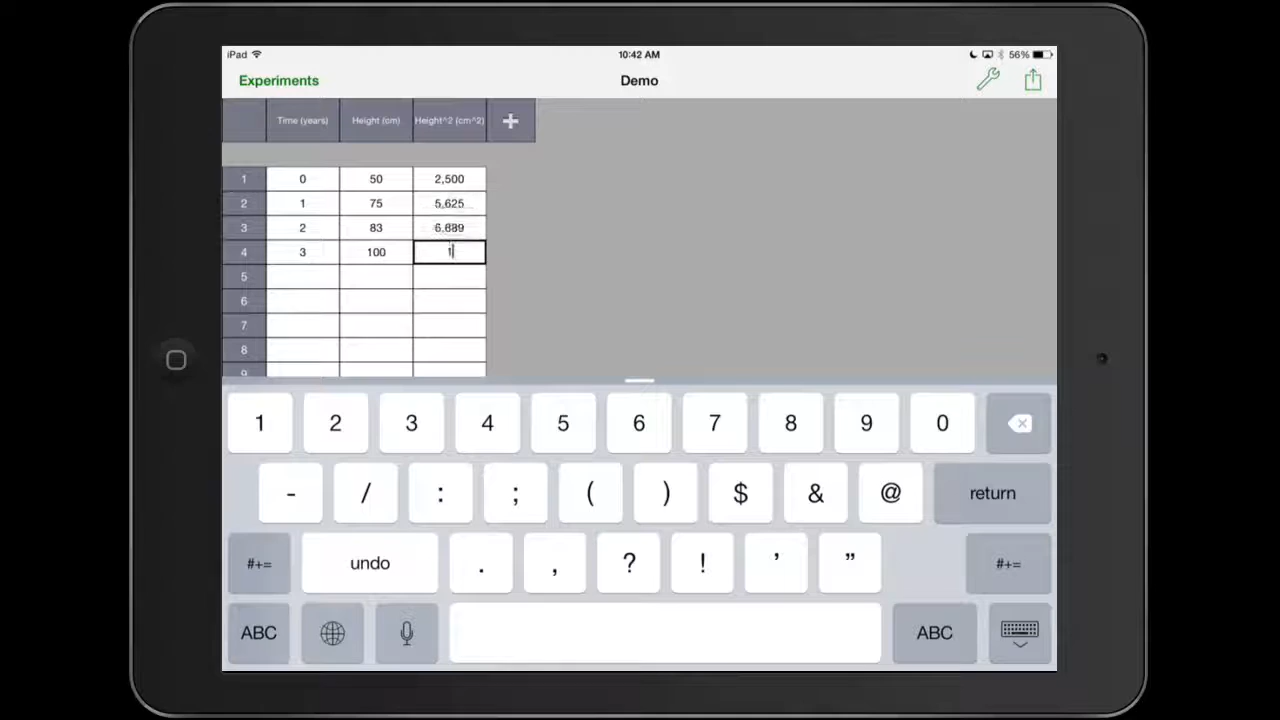 iPad 10:42 AM 56%
Experiments Demo
Time (years) Height (cm) Height^2 (cm^2) +
1 0 50 2,500
2 1 75 5,625
3 2 83 6,889
4 3 100 1
5
6
7
8
9
1 2 3 4 5 6 7 8 9 0
- / : ; ( ) $ & @ return
#+= undo . , ? ! ' " #+=
ABC ABC